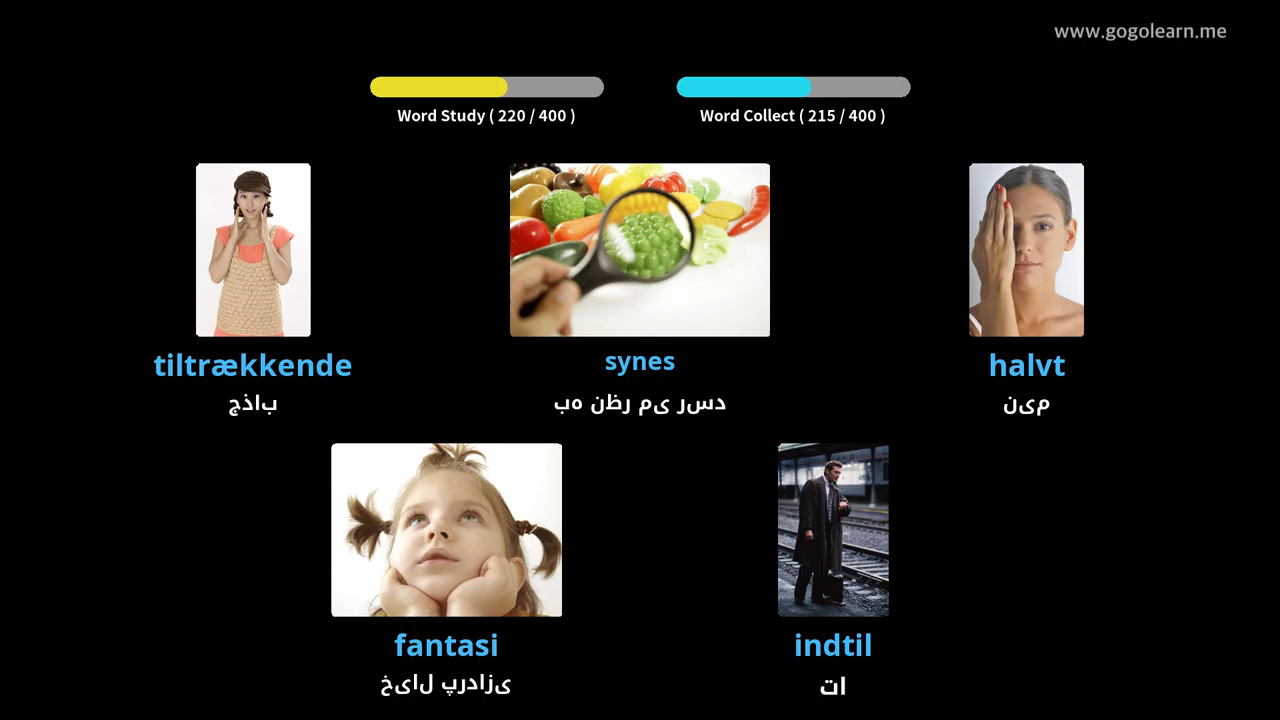 www.gogolearn.me
Word Study ( 220 / 400 )
Word Collect ( 215 / 400 )
tiltrækkende
باذج
synes
دسر یم رظن هب
halvt
مین
fantasi
یزادرپ لایخ
indtil
ات